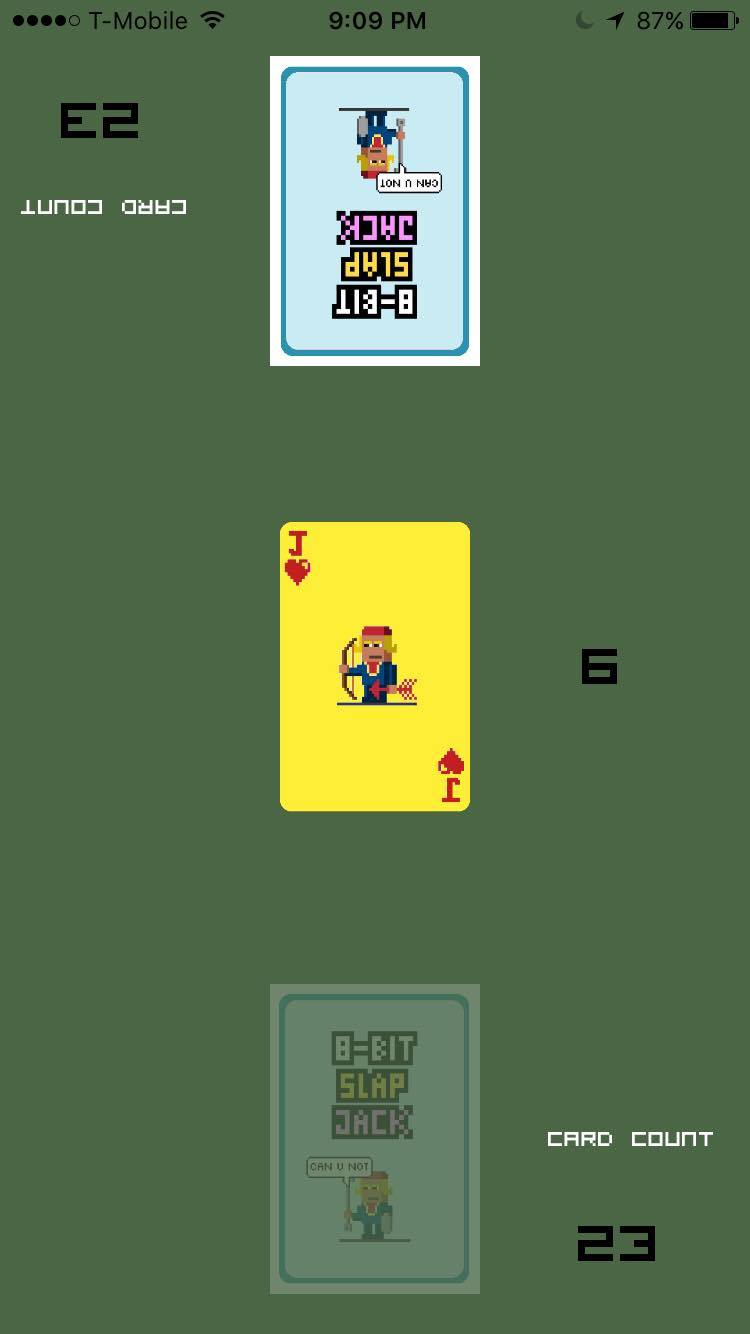 T-Mobile 9:09 PM 87%
CARD COUNT
23
8-BIT
SLAP
JACK
CAN U NOT
J
6
J
8-BIT
SLAP
JACK
CAN U NOT
CARD COUNT
23